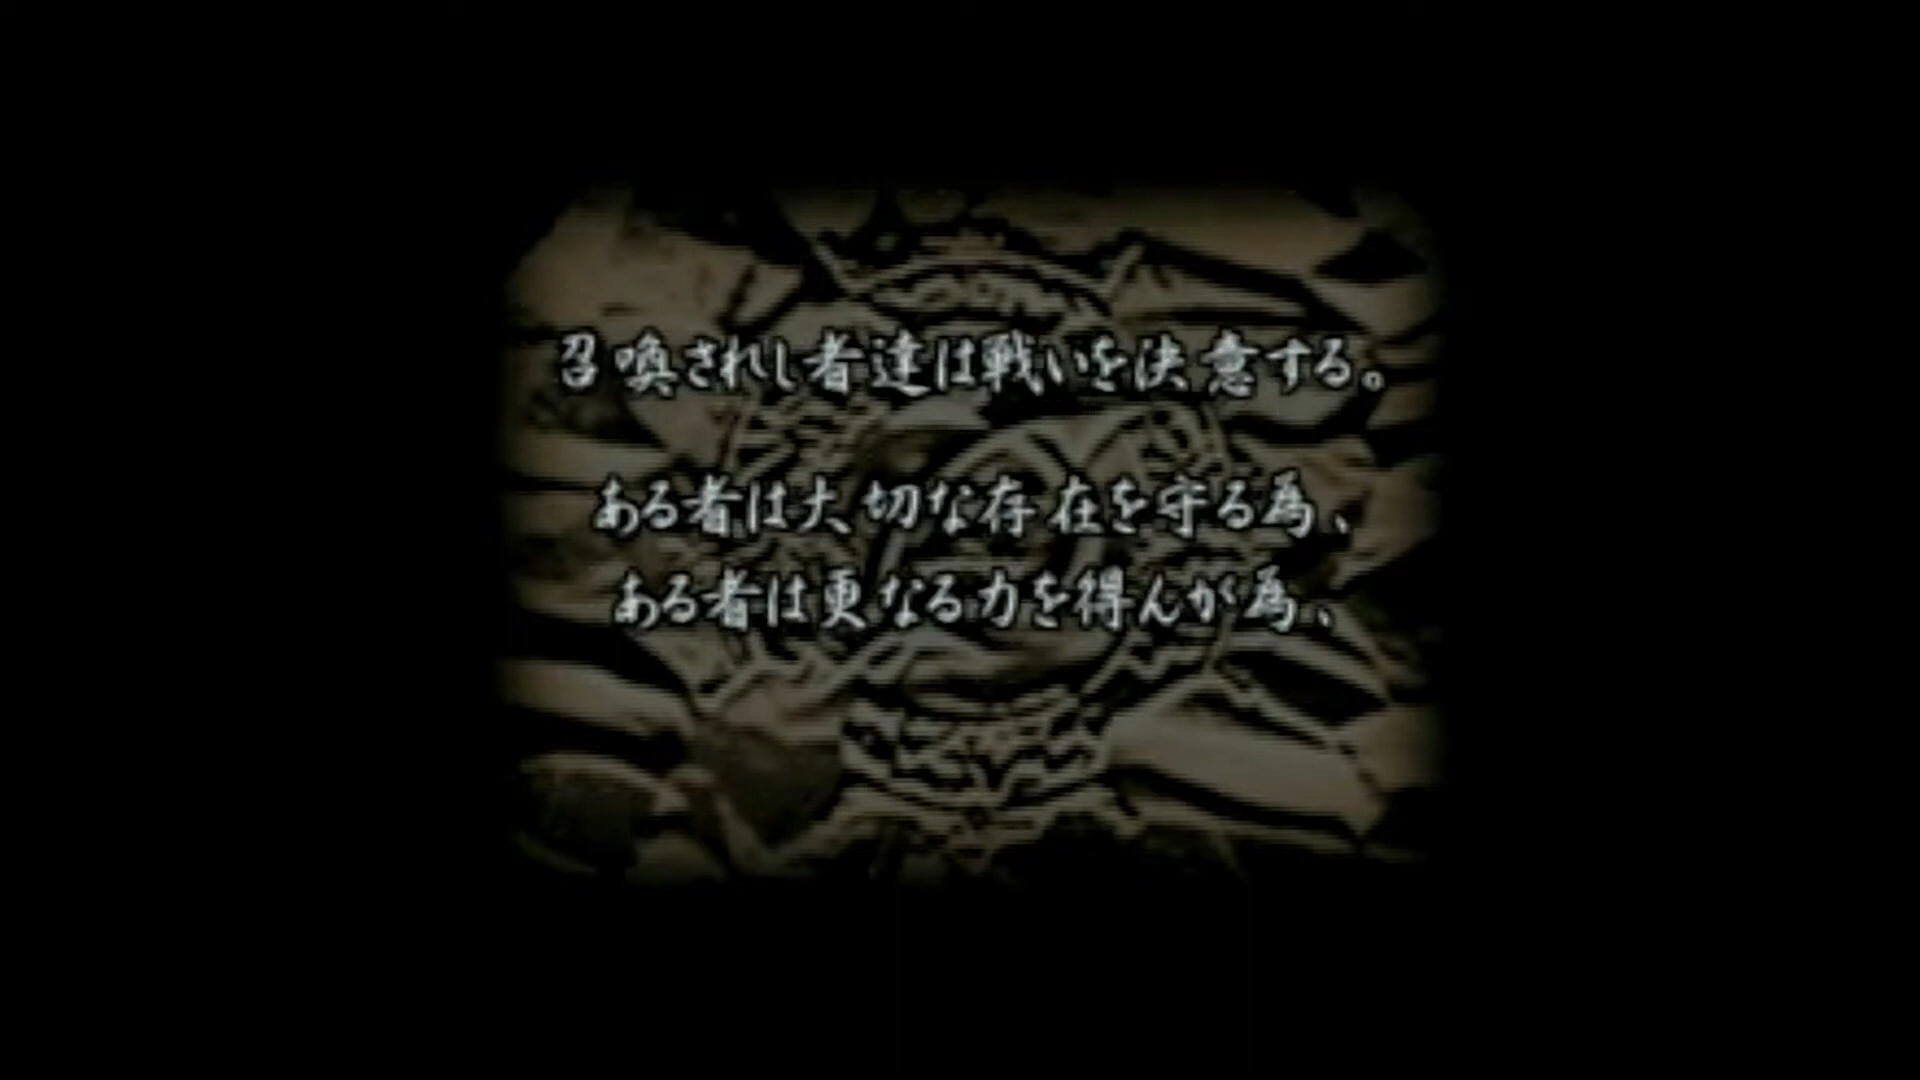 召喚されし者達は戦いを決意する。
ある者は大切な存在を守る為、
ある者は更なる力を得んが為、